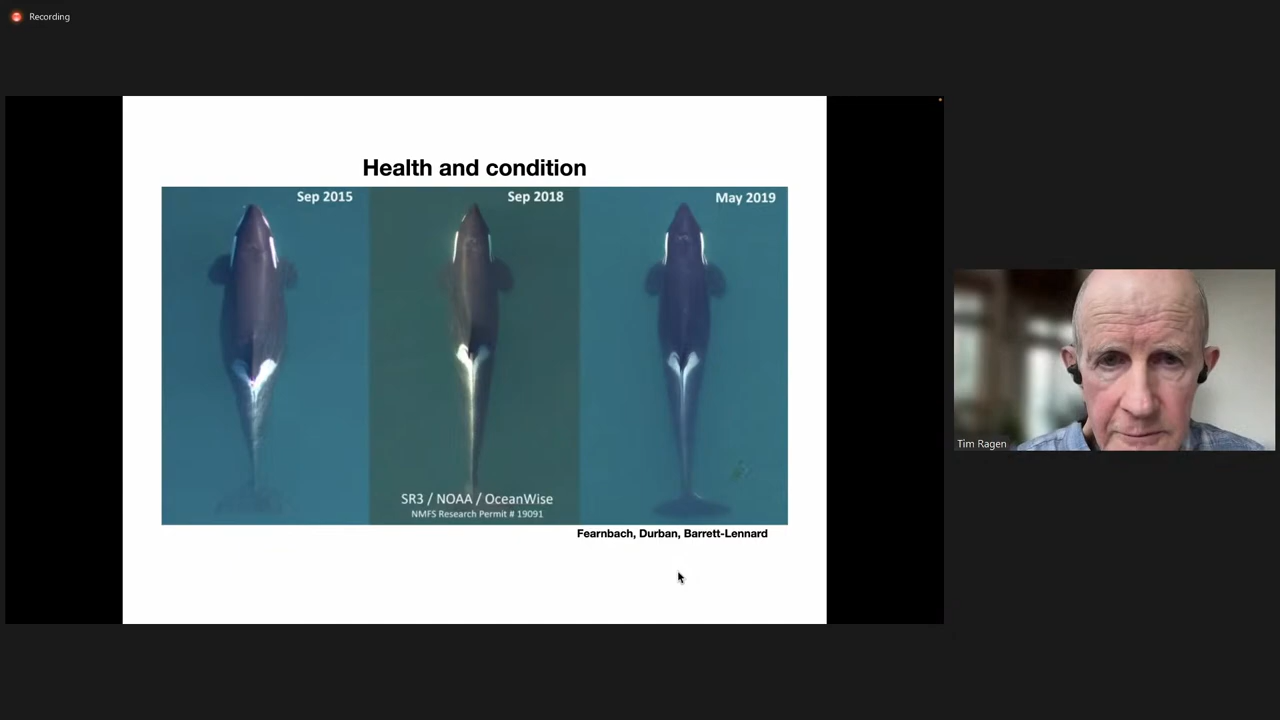 Recording
Health and condition
Sep 2015
Sep 2018
May 2019
SR3 / NOAA / OceanWise
NMFS Research Permit # 19091
Fearnbach, Durban, Barrett-Lennard
Tim Ragen